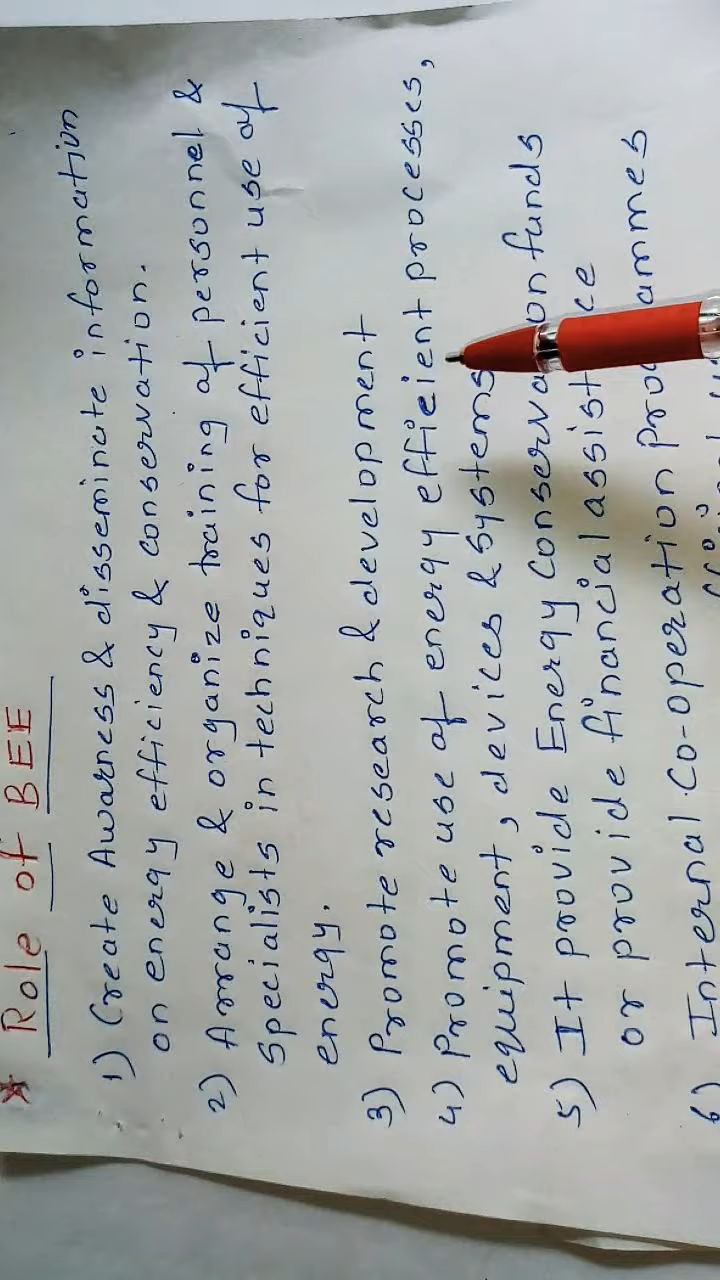 * Role of BEE
1) Create Awarness & disseminate information
on energy efficiency & conservation.
2) Arrange & organize training of personnel &
Specialists in techniques for efficient use of
energy.
3) Promote research & development
4) Promote use of energy efficient processes,
equipment, devices & systems
5) It provide Energy Conserva on funds
or provide financial assist ce
6) Internal Co-operation pro ammes